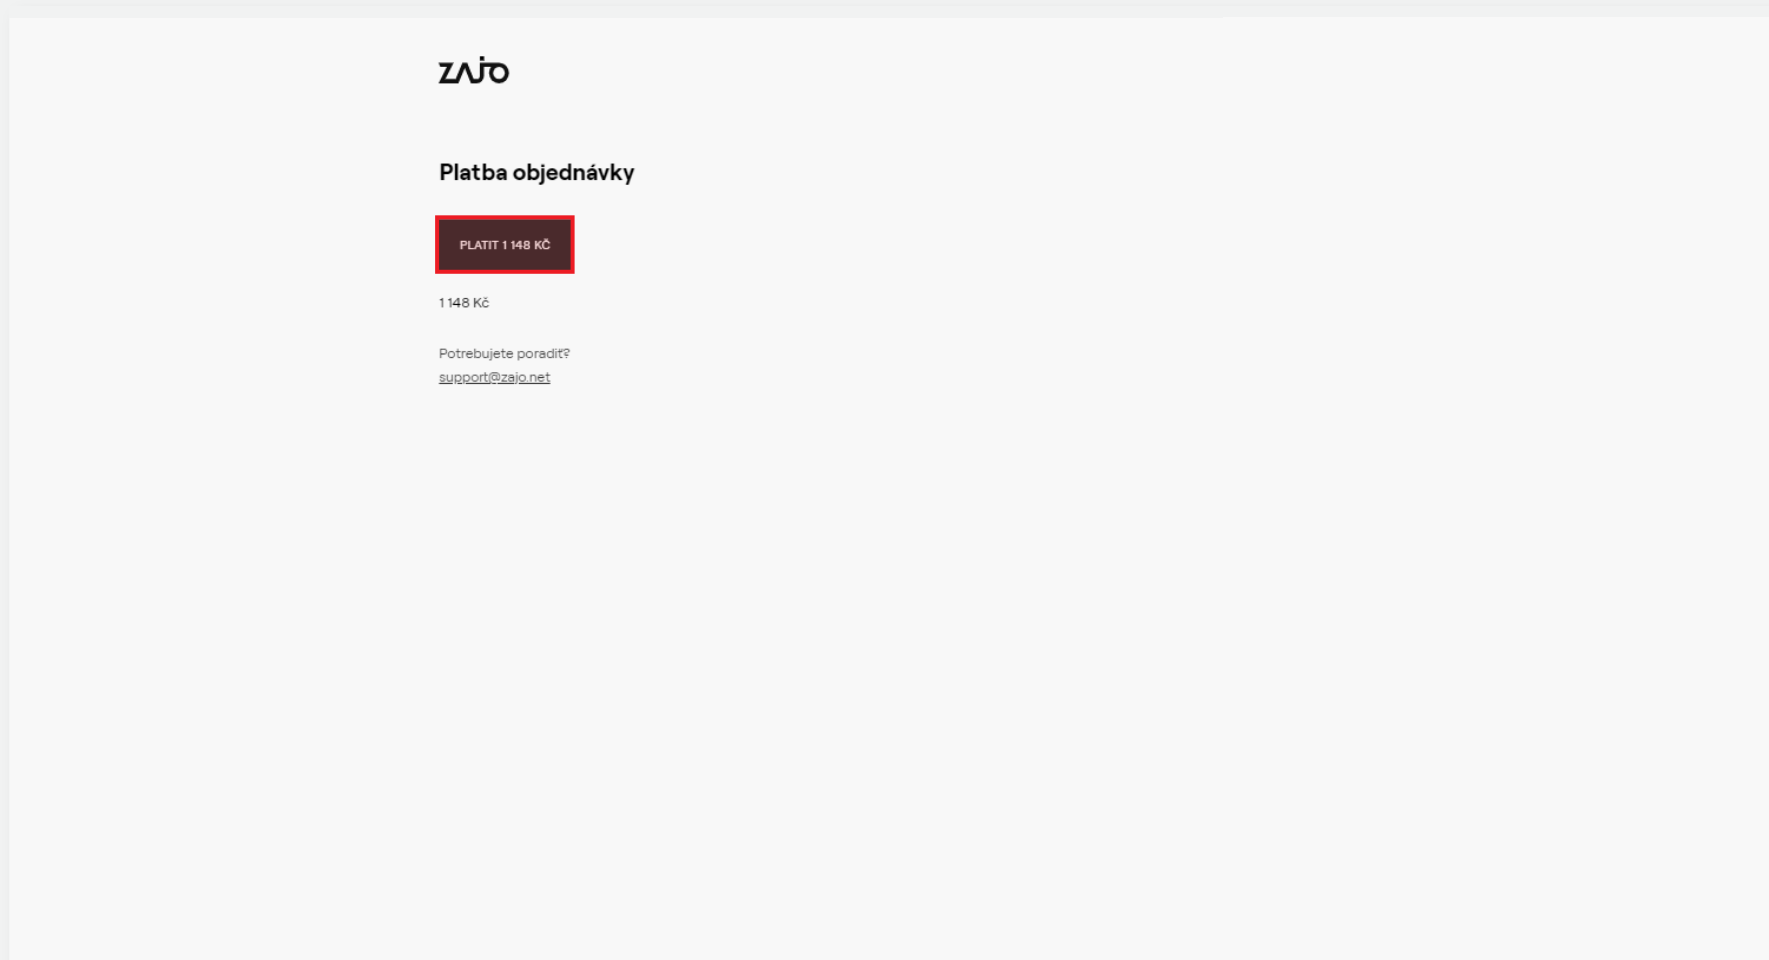 ZAJO
Platba objednávky
PLATIT 1 148 KČ
1 148 Kč
Potrebujete poradiť?
support@zajo.net